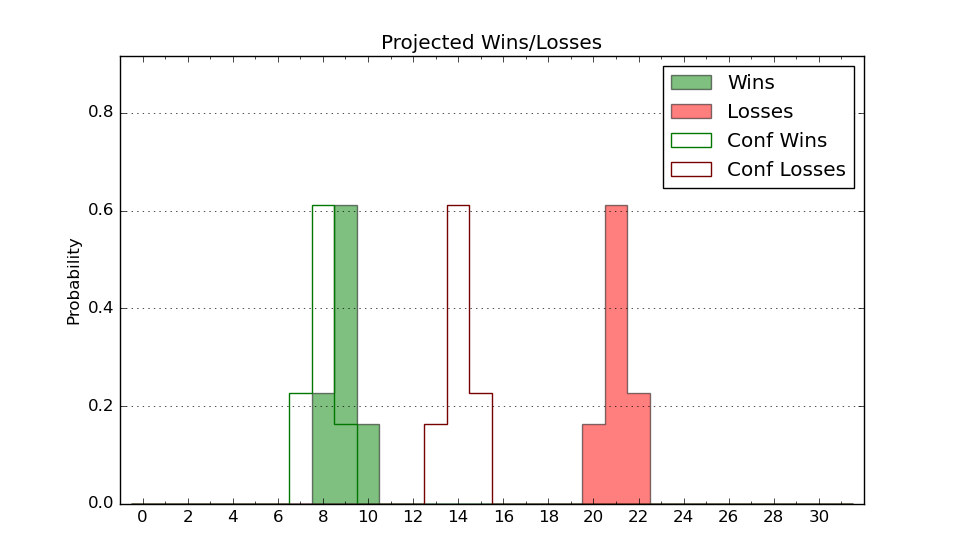 Projected Wins/Losses
Wins
Losses
Conf Wins
Conf Losses
Probability
0.8
0.6
0.4
0.2
0.0
0 2 4 6 8 10 12 14 16 18 20 22 24 26 28 30